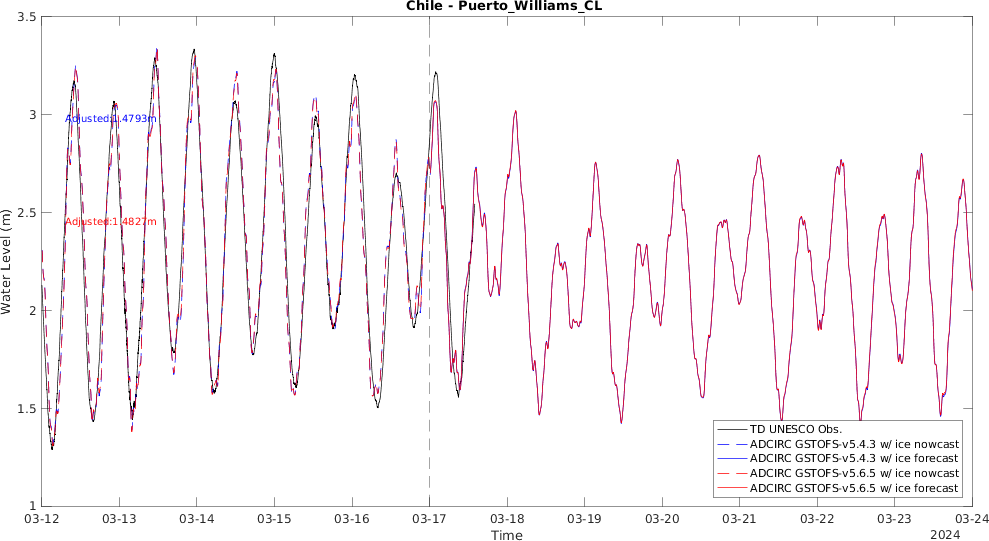 Chile - Puerto_Williams_CL
3.5
3
2.5
2
1.5
1
Water Level (m)
Adjusted:1.4793m
Adjusted:1.4827m
TD UNESCO Obs.
ADCIRC GSTOFS-v5.4.3 w/ ice nowcast
ADCIRC GSTOFS-v5.4.3 w/ ice forecast
ADCIRC GSTOFS-v5.6.5 w/ ice nowcast
ADCIRC GSTOFS-v5.6.5 w/ ice forecast
03-12 03-13 03-14 03-15 03-16 03-17 03-18 03-19 03-20 03-21 03-22 03-23 03-24
Time
2024